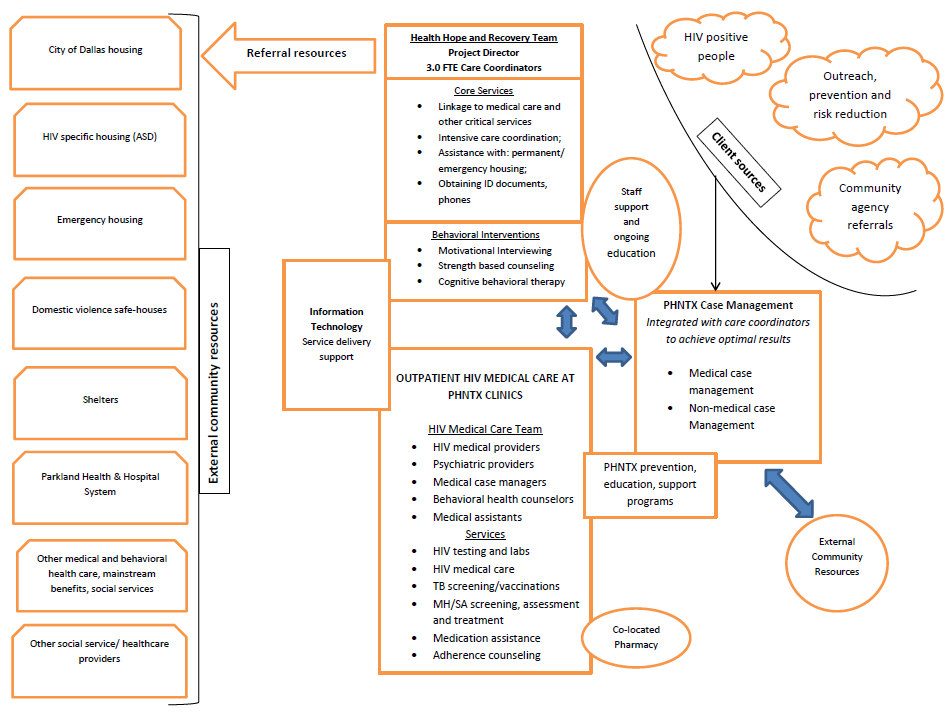 City of Dallas housing
HIV specific housing (ASD)
Emergency housing
Domestic violence safe-houses
Shelters
Parkland Health & Hospital
System
Other medical and behavioral
health care, mainstream
benefits, social services
Other social service/ healthcare
providers
External community resources
Referral resources
Health Hope and Recovery Team
Project Director
3.0 FTE Care Coordinators
Core Services
• Linkage to medical care and
other critical services
• Intensive care coordination;
• Assistance with: permanent/
emergency housing;
• Obtaining ID documents,
phones
Behavioral Interventions
• Motivational Interviewing
• Strength based counseling
• Cognitive behavioral therapy
Information
Technology
Service delivery
support
OUTPATIENT HIV MEDICAL CARE AT
PHNTX CLINICS
HIV Medical Care Team
• HIV medical providers
• Psychiatric providers
• Medical case managers
• Behavioral health counselors
• Medical assistants
Services
• HIV testing and labs
• HIV medical care
• TB screening/vaccinations
• MH/SA screening, assessment
and treatment
• Medication assistance
• Adherence counseling
Staff
support
and
ongoing
education
HIV positive
people
Outreach,
prevention and
risk reduction
Community
agency
referrals
Client sources
PHNTX Case Management
Integrated with care coordinators
to achieve optimal results
• Medical case
management
• Non-medical case
Management
PHNTX prevention,
education, support
programs
External
Community
Resources
Co-located
Pharmacy